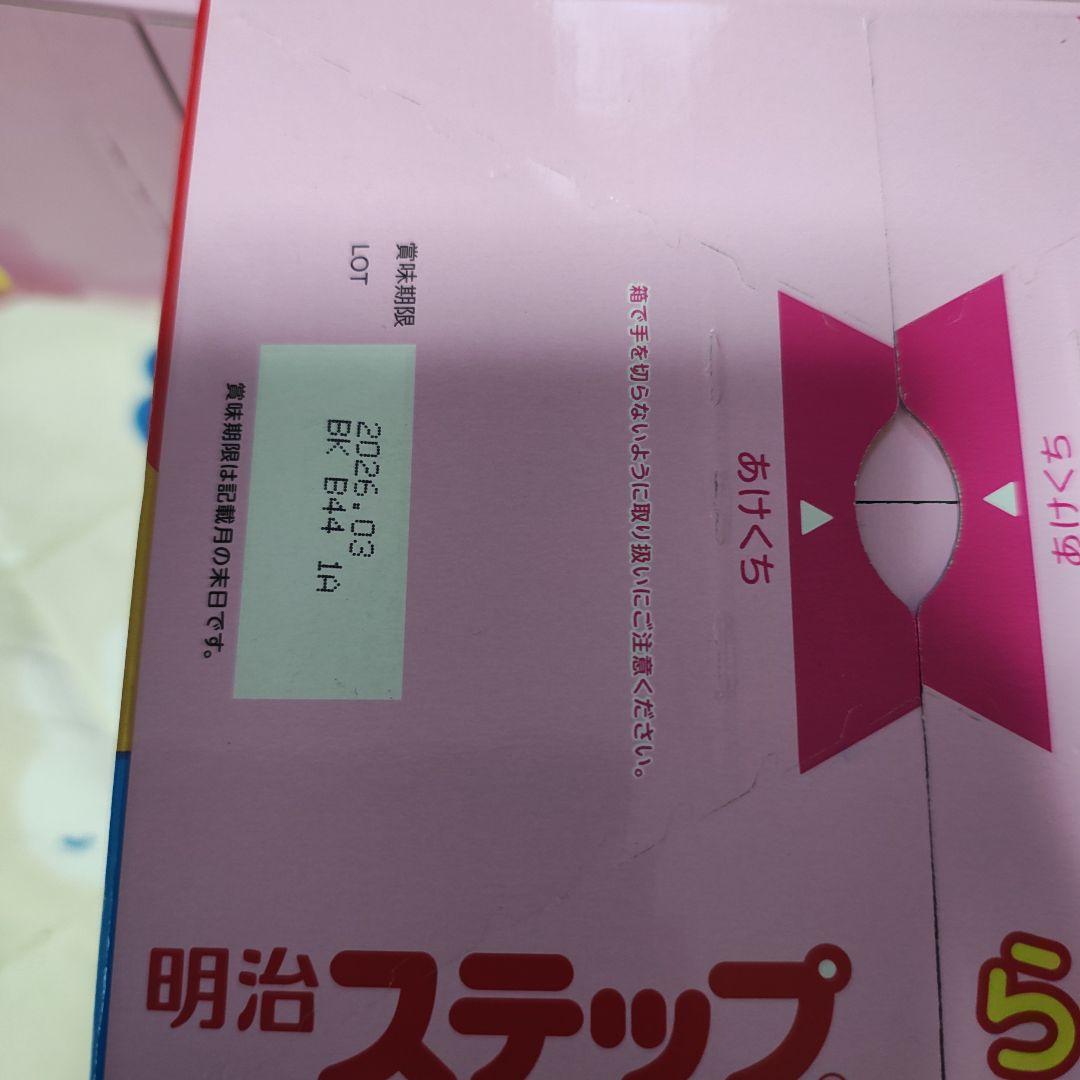 賞味期限
LOT
2026.03
BK B44 1A
賞味期限は記載月の末日です。
箱で手を切らないように取り扱いにご注意ください。
あけくち
あけくち
明治ステップ
ら